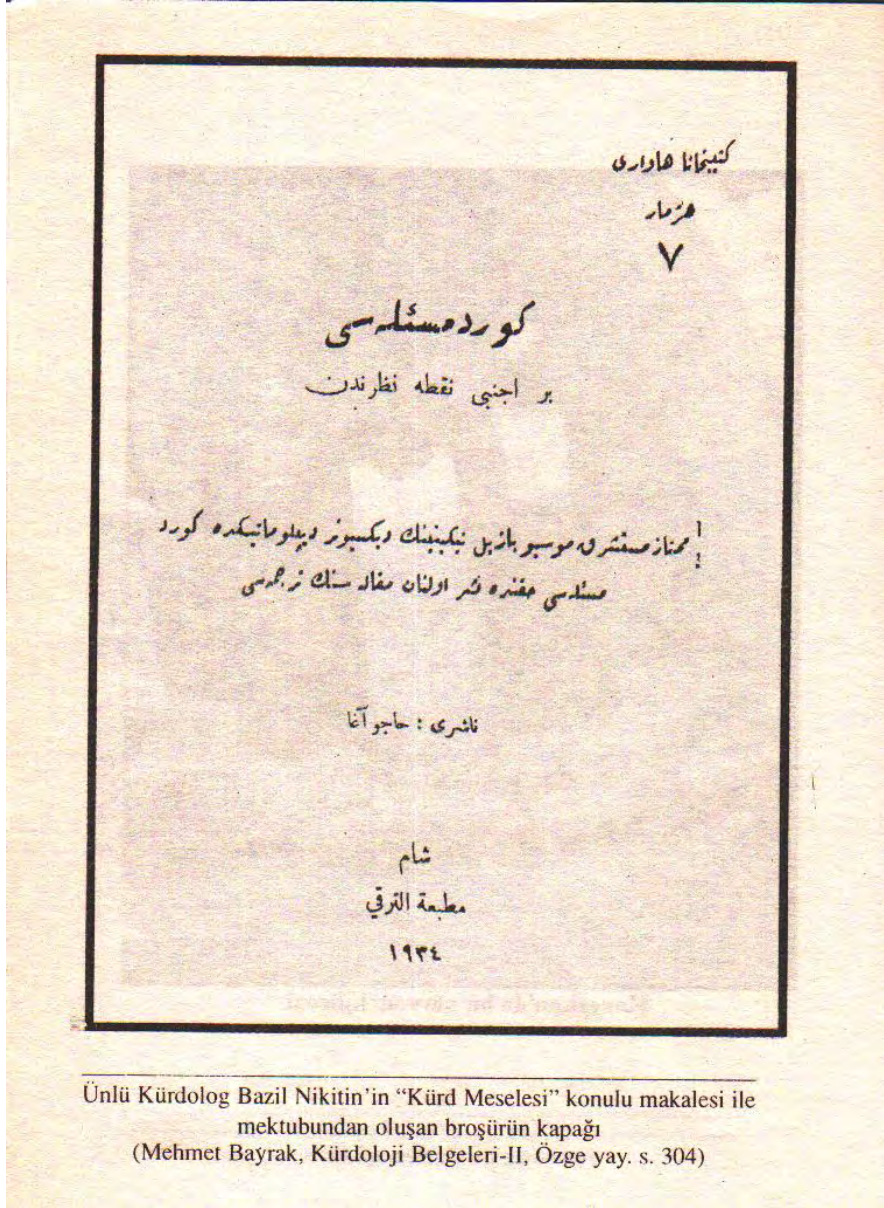 کتیبخانا هاواری
هژمار
٧
کورد مسئله سی
بر اجنبی نقطه نظرندن
ممتاز مستشرق موسیو بازیل نیکیتینك دیکسیونر دیپلوماتیکده کورد
مسئله سی حقنده نشر اولنان مقاله سنك ترجمه سی
ناشری : حاجو آغا
شام
مطبعة الترقي
١٩٣٤
Ünlü Kürdolog Bazil Nikitin'in “Kürd Meselesi” konulu makalesi ile
mektubundan oluşan broşürün kapağı
(Mehmet Bayrak, Kürdoloji Belgeleri-II, Özge yay. s. 304)